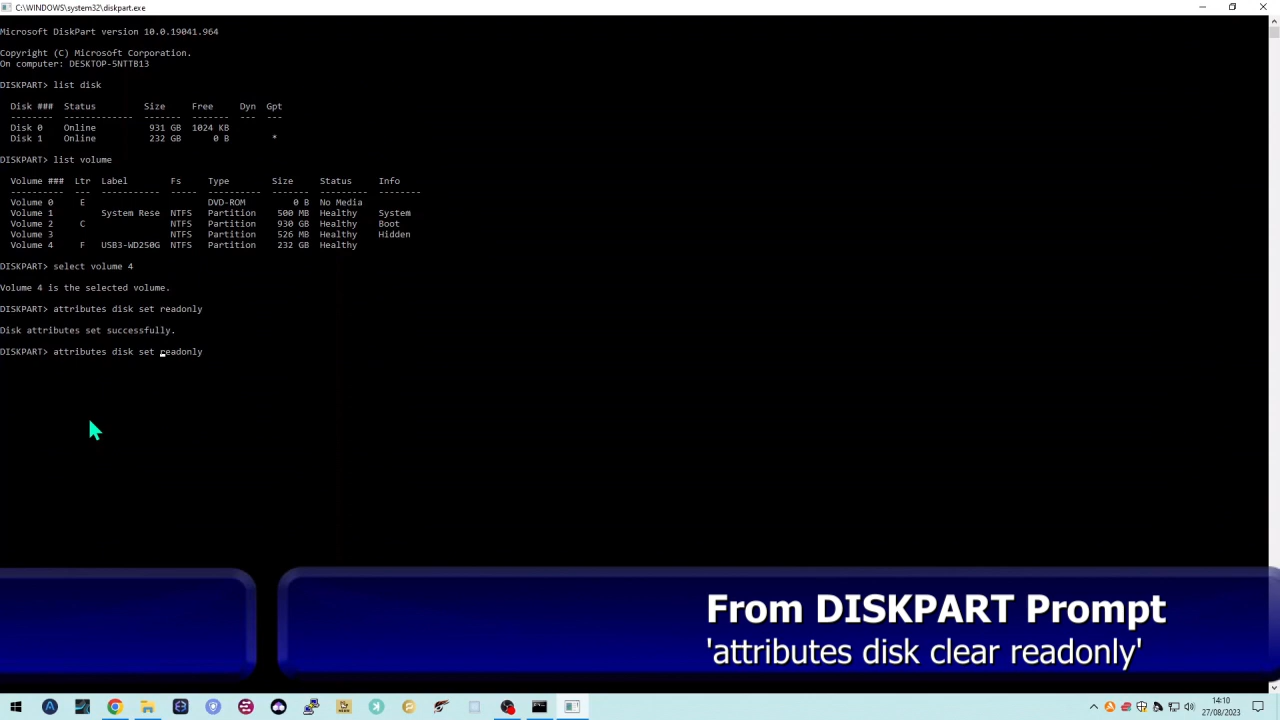 C:\WINDOWS\system32\diskpart.exe
Microsoft DiskPart version 10.0.19041.964
Copyright (C) Microsoft Corporation.
On computer: DESKTOP-5NTTB13
DISKPART> list disk
Disk ### Status Size Free Dyn Gpt
-------- ------------- ------- ------- --- ---
Disk 0 Online 931 GB 1024 KB
Disk 1 Online 232 GB 0 B *
DISKPART> list volume
Volume ### Ltr Label Fs Type Size Status Info
---------- --- ----------- ----- ---------- ------- --------- --------
Volume 0 E DVD-ROM 0 B No Media
Volume 1 System Rese NTFS Partition 500 MB Healthy System
Volume 2 C NTFS Partition 930 GB Healthy Boot
Volume 3 NTFS Partition 526 MB Healthy Hidden
Volume 4 F USB3-WD250G NTFS Partition 232 GB Healthy
DISKPART> select volume 4
Volume 4 is the selected volume.
DISKPART> attributes disk set readonly
Disk attributes set successfully.
DISKPART> attributes disk set readonly
From DISKPART Prompt
'attributes disk clear readonly'
14:10
27/08/2023